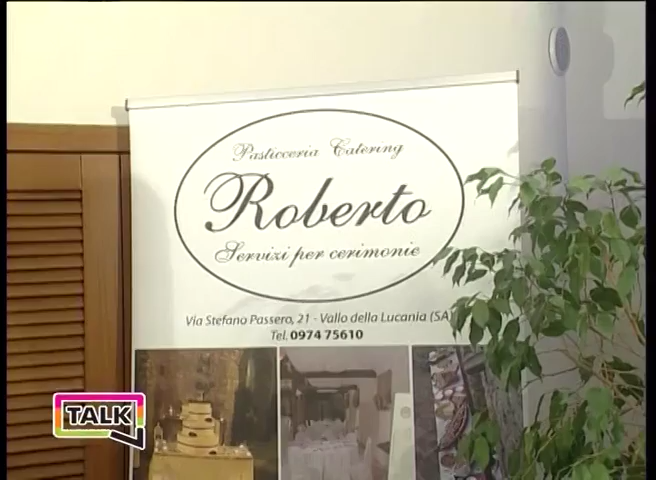 Pasticceria Catering
Roberto
Servizi per cerimonie
Via Stefano Passero, 21 - Vallo della Lucania (SA)
Tel. 0974 75610
TALK